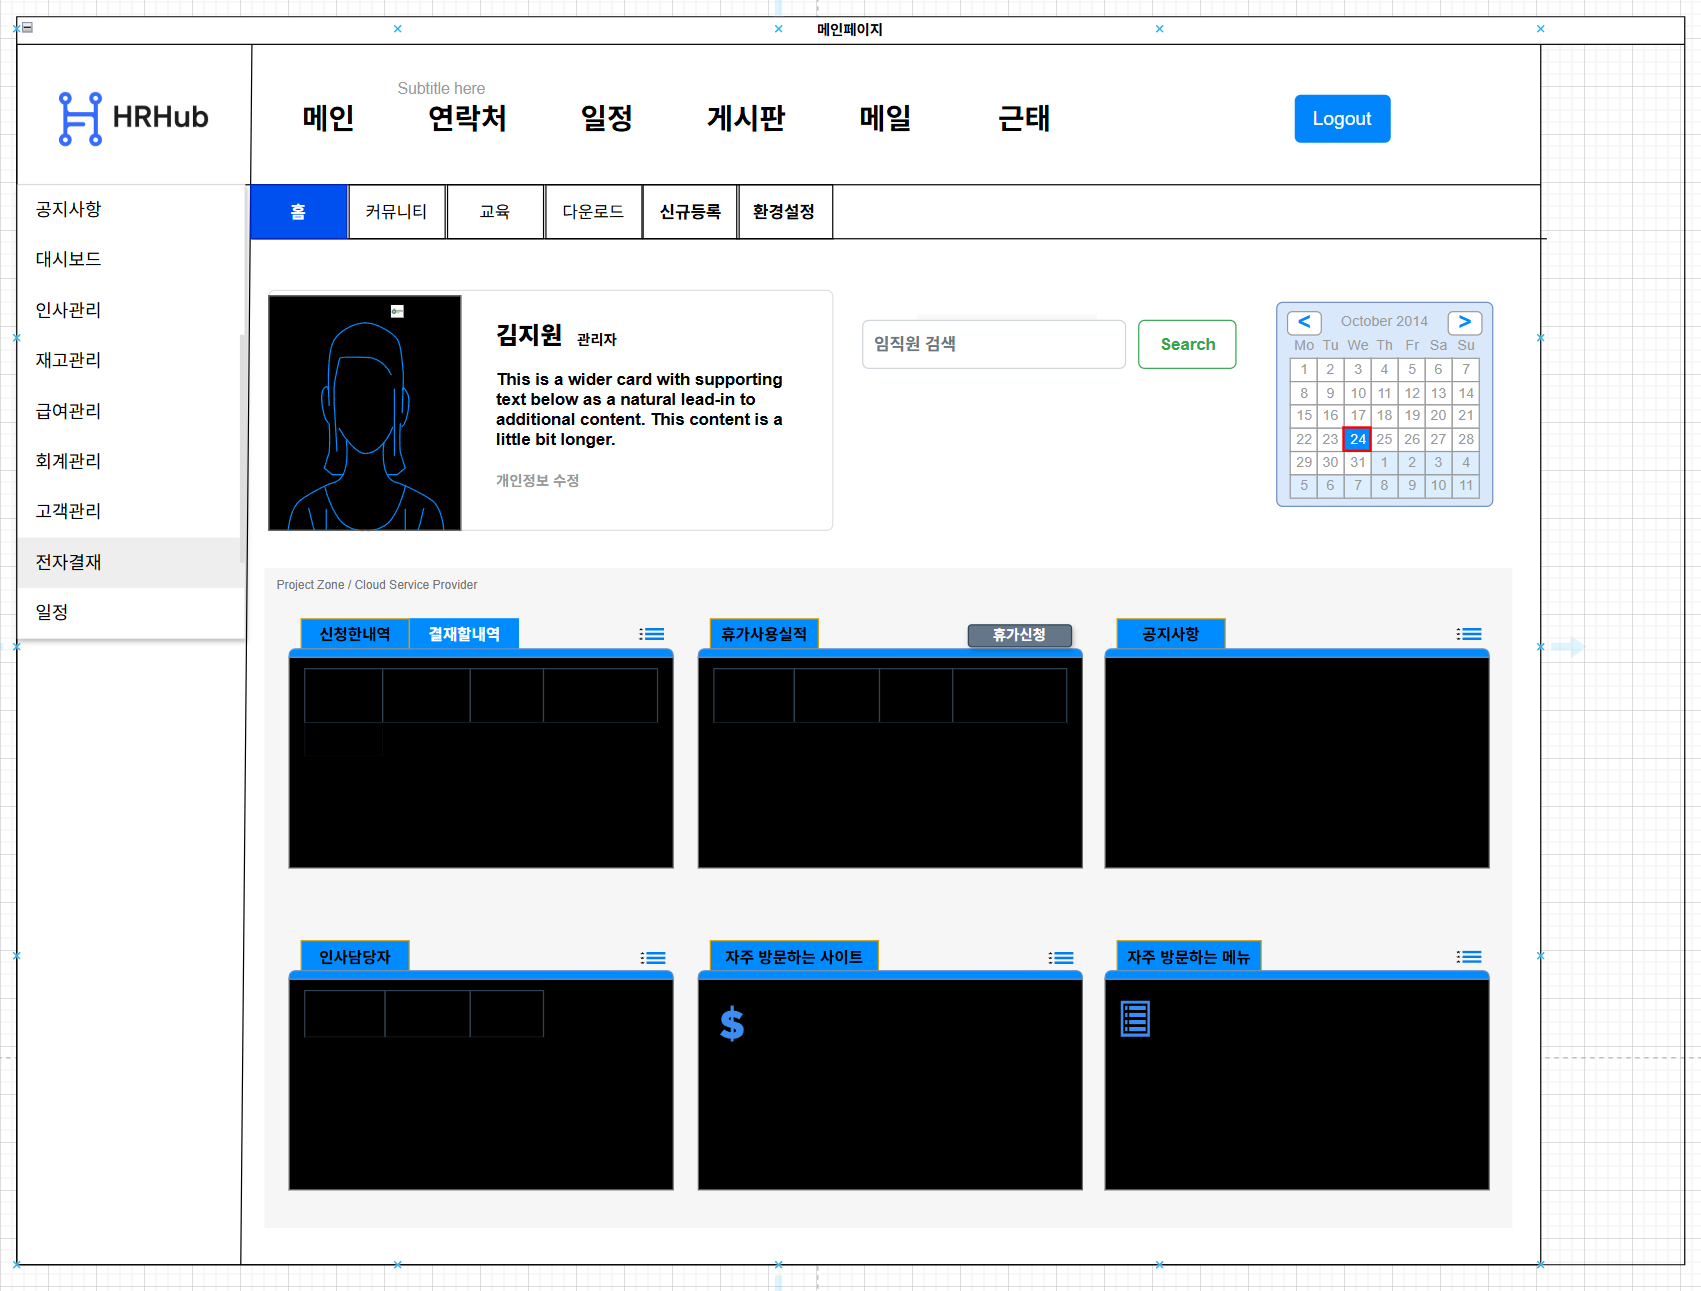 메인페이지
HRHub
Subtitle here
메인
연락처
일정
게시판
메일
근태
Logout
공지사항
대시보드
인사관리
재고관리
급여관리
회계관리
고객관리
전자결재
일정
홈
커뮤니티
교육
다운로드
신규등록
환경설정
김지원 관리자
This is a wider card with supporting
text below as a natural lead-in to
additional content. This content is a
little bit longer.
개인정보 수정
임직원 검색
Search
< October 2014 >
Mo Tu We Th Fr Sa Su
1 2 3 4 5 6 7
8 9 10 11 12 13 14
15 16 17 18 19 20 21
22 23 24 25 26 27 28
29 30 31 1 2 3 4
5 6 7 8 9 10 11
Project Zone / Cloud Service Provider
신청한내역
결재할내역
휴가사용실적
휴가신청
공지사항
인사담당자
자주 방문하는 사이트
자주 방문하는 메뉴
$